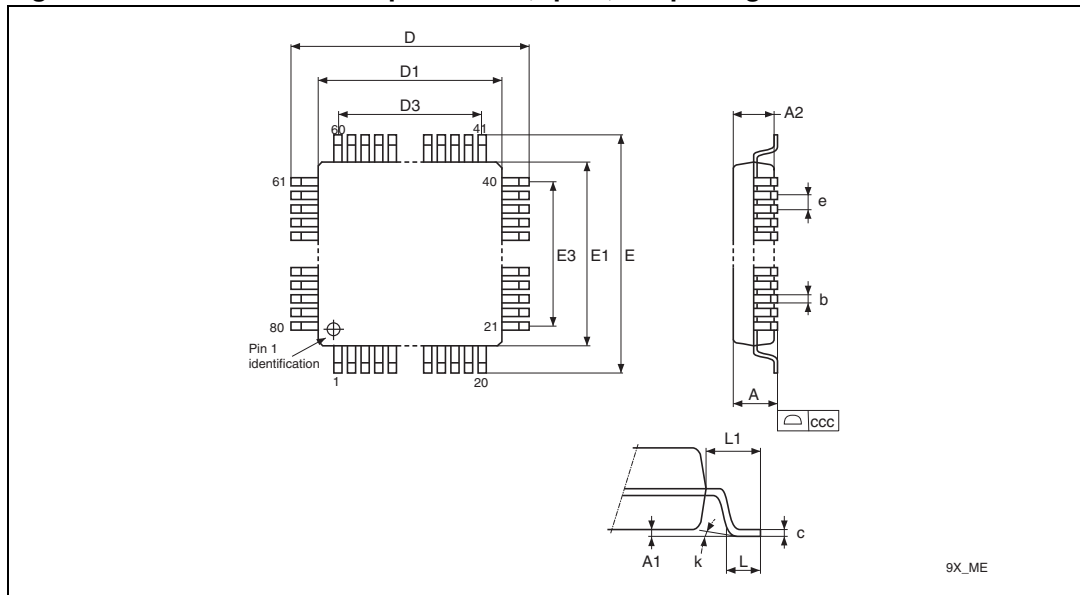 D
D1
D3
A2
60 41
61 40
e
E3 E1 E
b
80 21
Pin 1
identification
1 20
A
ccc
L1
c
A1 k L
9X_ME